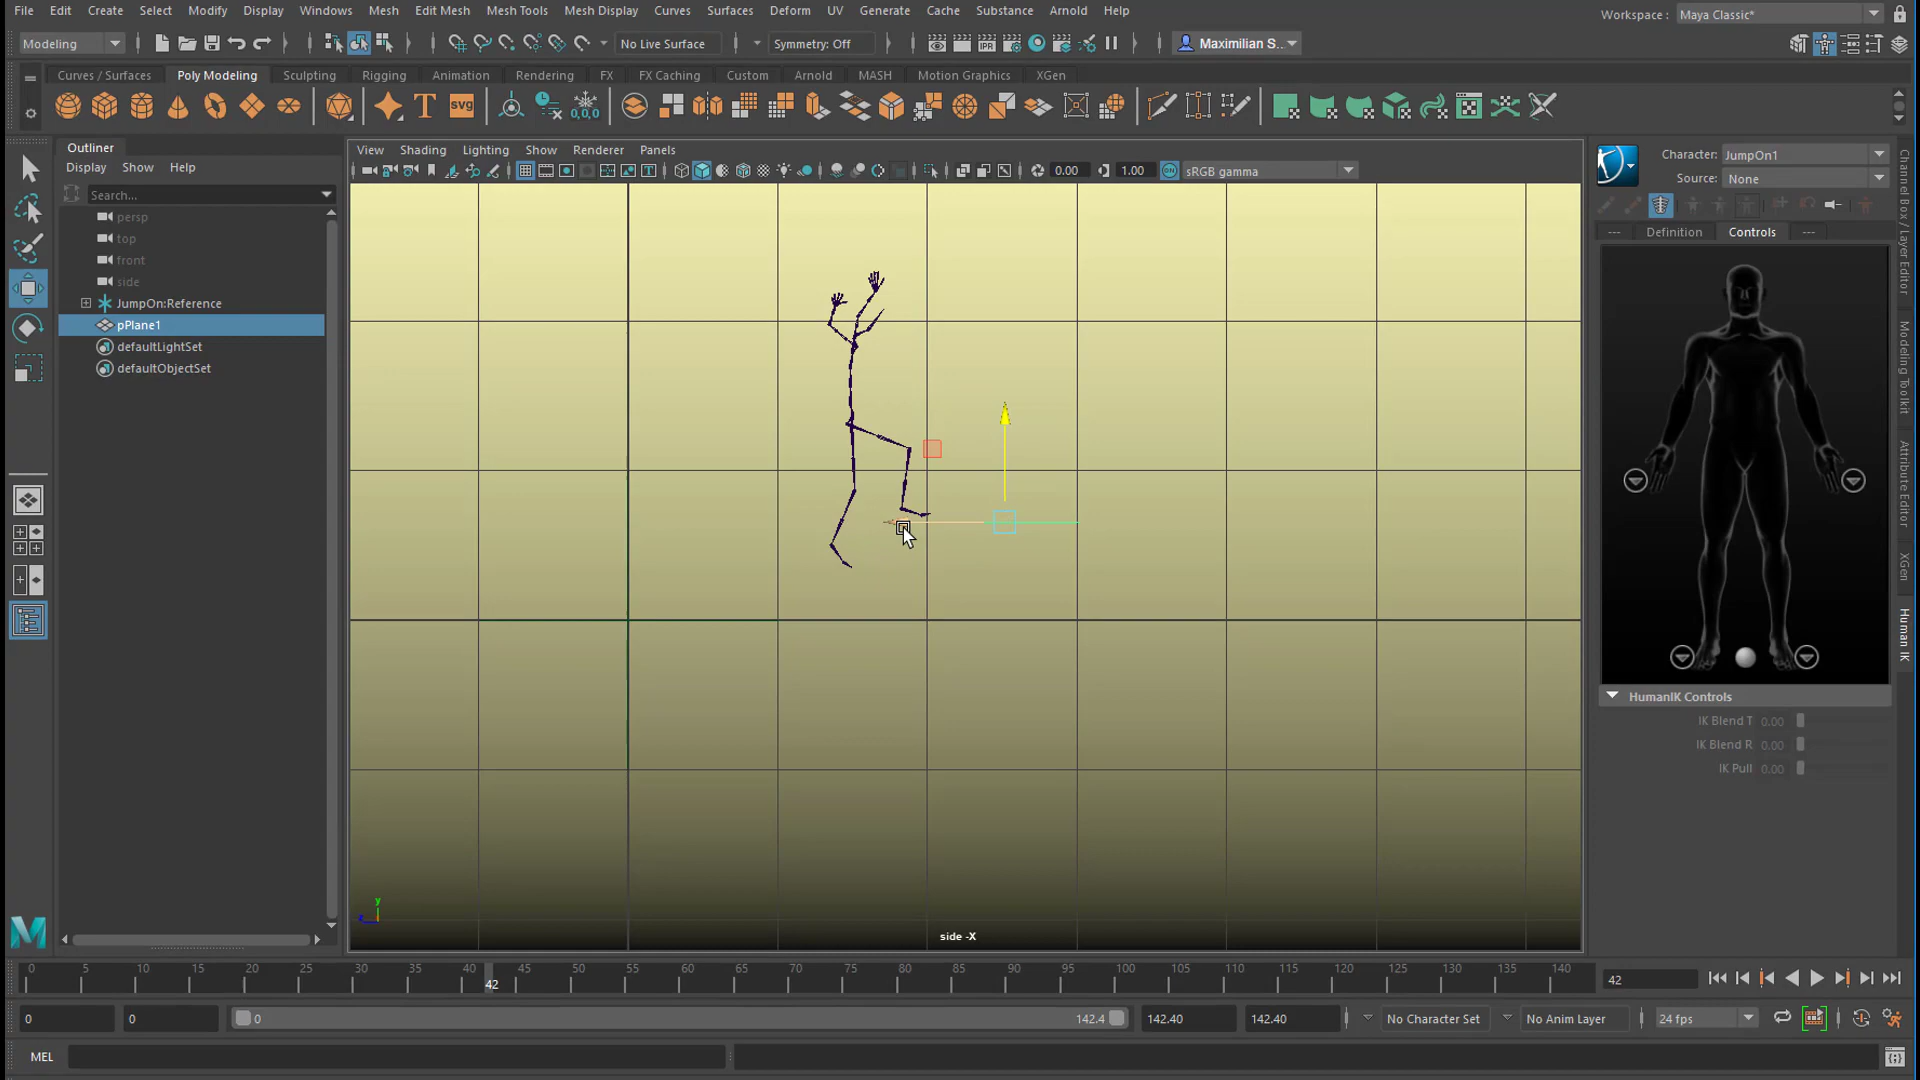 File Edit Create Select Modify Display Windows Mesh Edit Mesh Mesh Tools Mesh Display Curves Surfaces Deform UV Generate Cache Substance Arnold Help
Workspace : Maya Classic*
Modeling No Live Surface Symmetry: Off Maximilian S..
Curves / Surfaces Poly Modeling Sculpting Rigging Animation Rendering FX FX Caching Custom Arnold MASH Motion Graphics XGen
T svg 0,0,0
Outliner
Display Show Help
Search...
persp
top
front
side
JumpOn:Reference
pPlane1
defaultLightSet
defaultObjectSet
View Shading Lighting Show Renderer Panels
0.00 1.00 ON sRGB gamma
y
z
side -X
Character: JumpOn1
Source: None
--- Definition Controls ---
HumanIK Controls
IK Blend T 0.00
IK Blend R 0.00
IK Pull 0.00
Channel Box / Layer Editor
Modeling Toolkit
Attribute Editor
XGen
Human IK
0 5 10 15 20 25 30 35 40 45 50 55 60 65 70 75 80 85 90 95 100 105 110 115 120 125 130 135 140
42
42
0 0 0 142.4 142.40 142.40 No Character Set No Anim Layer 24 fps
MEL